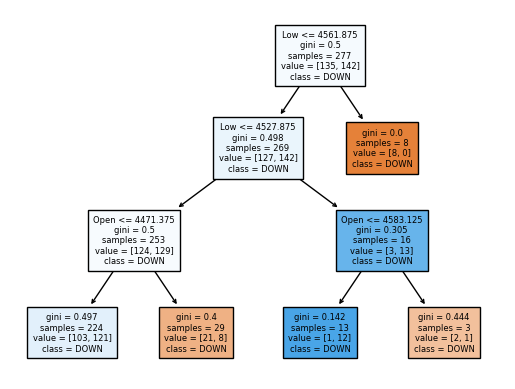 Low <= 4561.875
gini = 0.5
samples = 277
value = [135, 142]
class = DOWN
Low <= 4527.875
gini = 0.498
samples = 269
value = [127, 142]
class = DOWN
gini = 0.0
samples = 8
value = [8, 0]
class = DOWN
Open <= 4471.375
gini = 0.5
samples = 253
value = [124, 129]
class = DOWN
Open <= 4583.125
gini = 0.305
samples = 16
value = [3, 13]
class = DOWN
gini = 0.497
samples = 224
value = [103, 121]
class = DOWN
gini = 0.4
samples = 29
value = [21, 8]
class = DOWN
gini = 0.142
samples = 13
value = [1, 12]
class = DOWN
gini = 0.444
samples = 3
value = [2, 1]
class = DOWN